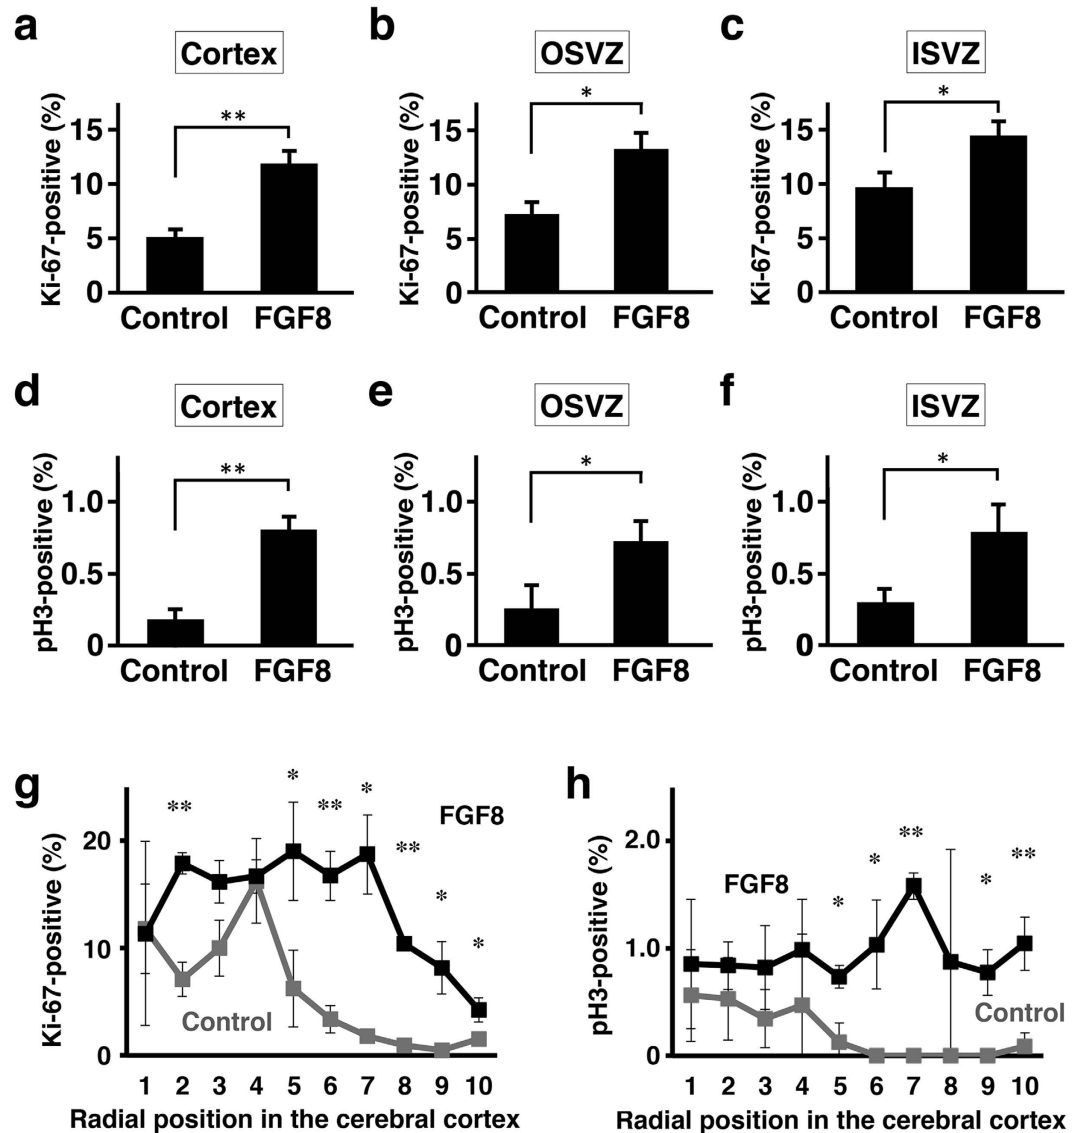 a
Cortex
Ki-67-positive (%)
15
10
5
0
**
Control FGF8
b
OSVZ
Ki-67-positive (%)
15
10
5
0
*
Control FGF8
c
ISVZ
Ki-67-positive (%)
15
10
5
0
*
Control FGF8
d
Cortex
pH3-positive (%)
1.0
0.5
0
**
Control FGF8
e
OSVZ
pH3-positive (%)
1.0
0.5
0
*
Control FGF8
f
ISVZ
pH3-positive (%)
1.0
0.5
0
*
Control FGF8
g
Ki-67-positive (%)
20
10
0
** * ** * ** * *
FGF8
Control
1 2 3 4 5 6 7 8 9 10
Radial position in the cerebral cortex
h
pH3-positive (%)
2.0
1.0
0
* * ** * **
FGF8
Control
1 2 3 4 5 6 7 8 9 10
Radial position in the cerebral cortex